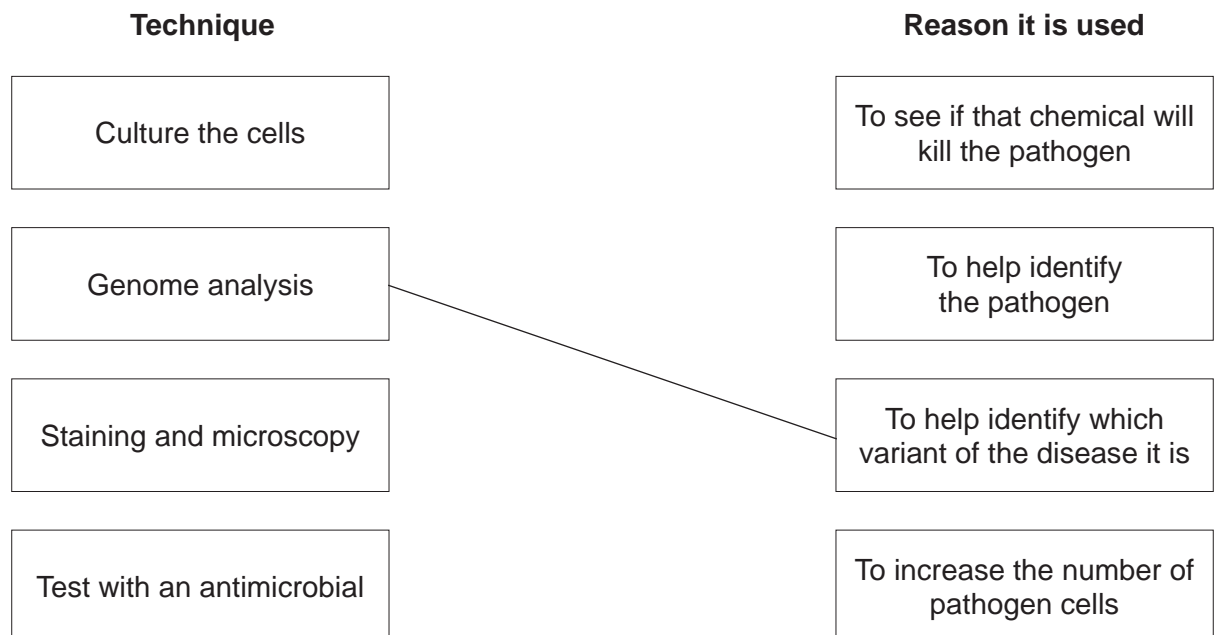 Technique
Reason it is used
Culture the cells
To see if that chemical will
kill the pathogen
Genome analysis
To help identify
the pathogen
Staining and microscopy
To help identify which
variant of the disease it is
Test with an antimicrobial
To increase the number of
pathogen cells